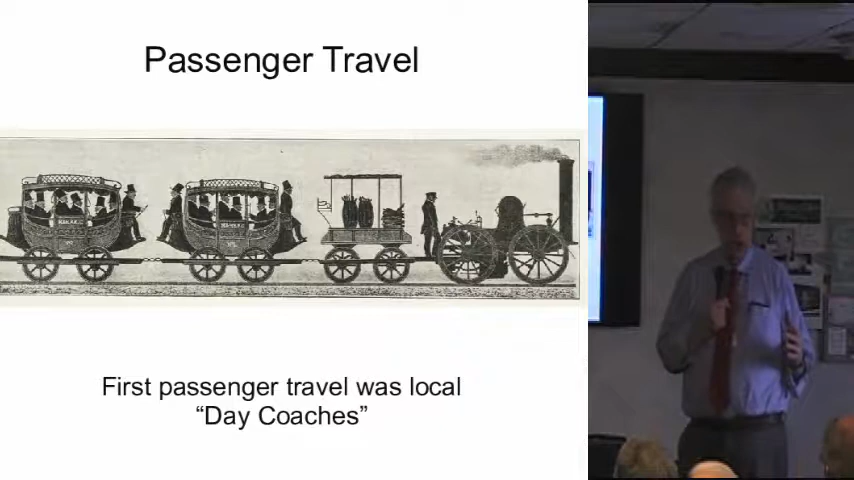 Passenger Travel
First passenger travel was local
“Day Coaches”